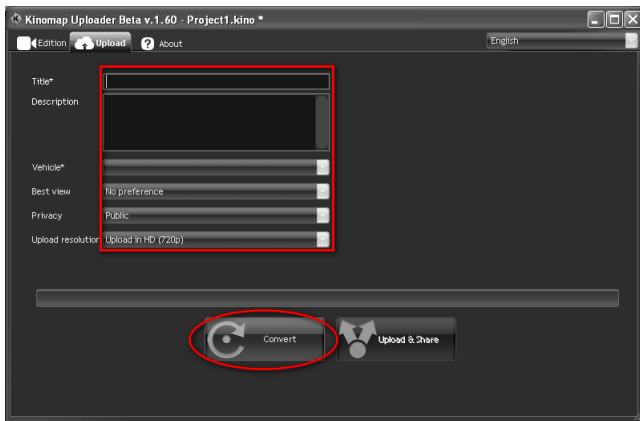 Kinomap Uploader Beta v.1.60 - Project1.kino *
Edition Upload ? About English
Title*
Description
Vehicle*
Best view No preference
Privacy Public
Upload resolution Upload in HD (720p)
Convert Upload & Share